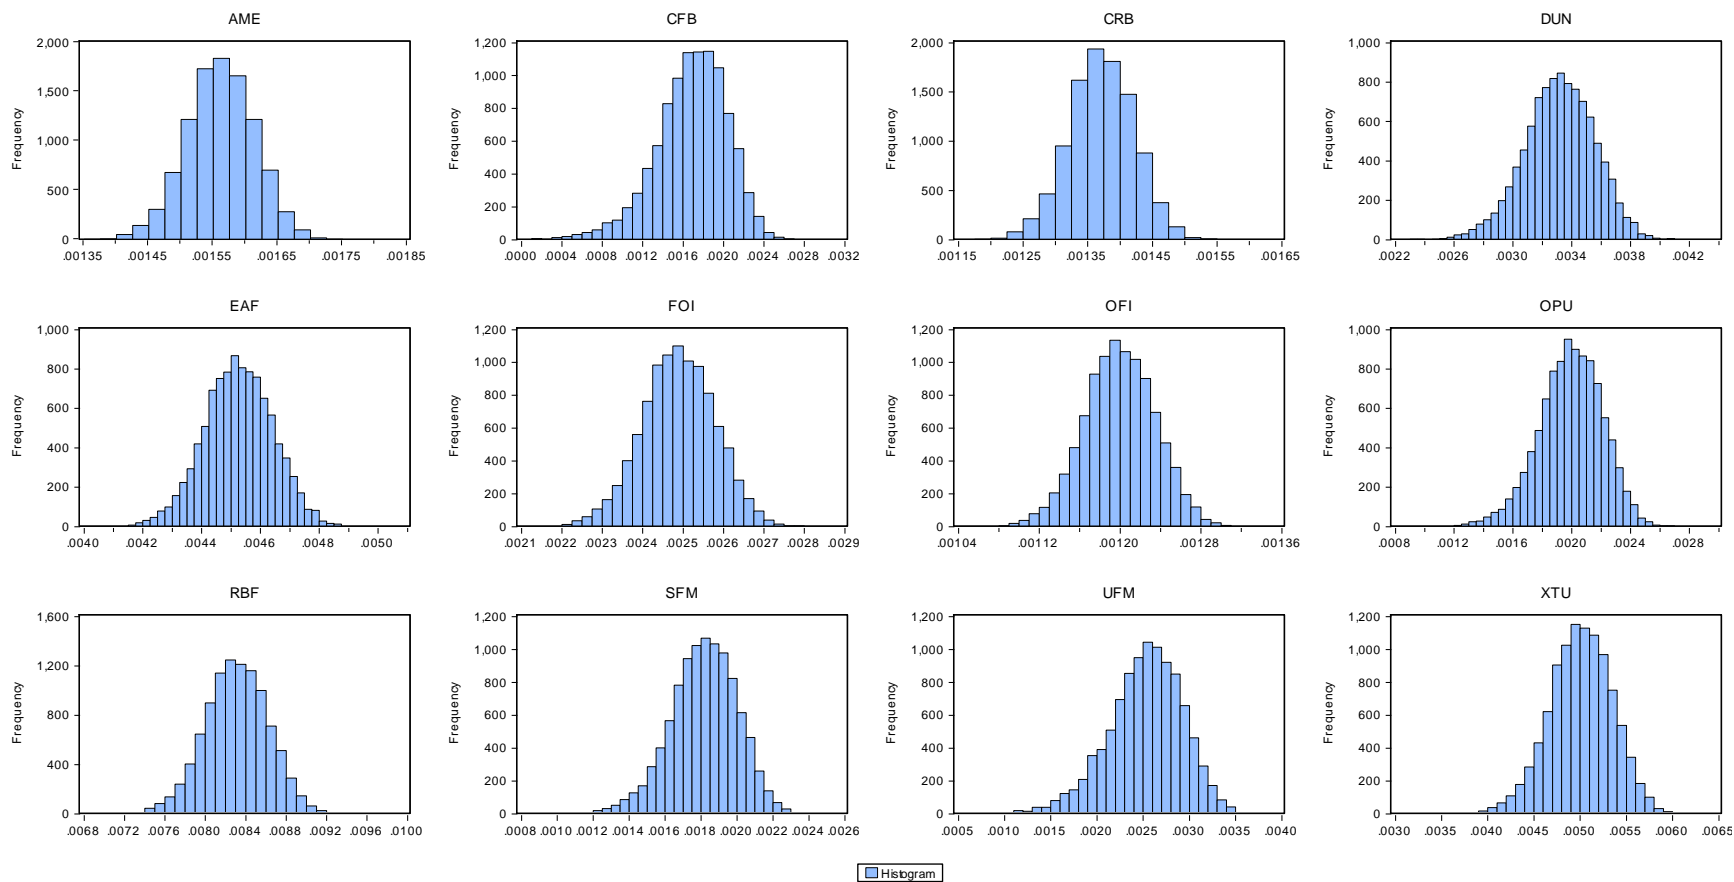 AME
Frequency
2,000
1,500
1,000
500
0
.00135 .00145 .00155 .00165 .00175 .00185
CFB
Frequency
1,200
1,000
800
600
400
200
0
.0000 .0004 .0008 .0012 .0016 .0020 .0024 .0028 .0032
CRB
Frequency
2,000
1,500
1,000
500
0
.00115 .00125 .00135 .00145 .00155 .00165
DUN
Frequency
1,000
800
600
400
200
0
.0022 .0026 .0030 .0034 .0038 .0042
EAF
Frequency
1,000
800
600
400
200
0
.0040 .0042 .0044 .0046 .0048 .0050
FOI
Frequency
1,200
1,000
800
600
400
200
0
.0021 .0022 .0023 .0024 .0025 .0026 .0027 .0028 .0029
OFI
Frequency
1,200
1,000
800
600
400
200
0
.00104 .00112 .00120 .00128 .00136
OPU
Frequency
1,000
800
600
400
200
0
.0008 .0012 .0016 .0020 .0024 .0028
RBF
Frequency
1,600
1,200
800
400
0
.0068 .0072 .0076 .0080 .0084 .0088 .0092 .0096 .0100
SFM
Frequency
1,200
1,000
800
600
400
200
0
.0008 .0010 .0012 .0014 .0016 .0018 .0020 .0022 .0024 .0026
UFM
Frequency
1,200
1,000
800
600
400
200
0
.0005 .0010 .0015 .0020 .0025 .0030 .0035 .0040
XTU
Frequency
1,200
1,000
800
600
400
200
0
.0030 .0035 .0040 .0045 .0050 .0055 .0060 .0065
Histogram